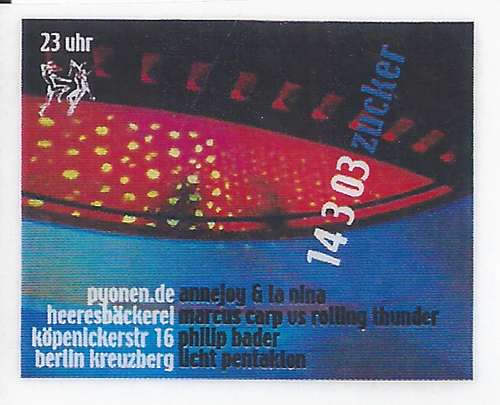 23 uhr
14 3 03 zucker
pyonen.de annejoy & la nina
heeresbäckerei marcus carp vs rolling thunder
köpenickerstr 16 philip bader
berlin kreuzberg licht pentaklon